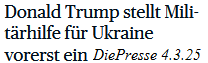 Donald Trump stellt Mili-
tärhilfe für Ukraine
vorerst ein DiePresse 4.3.25